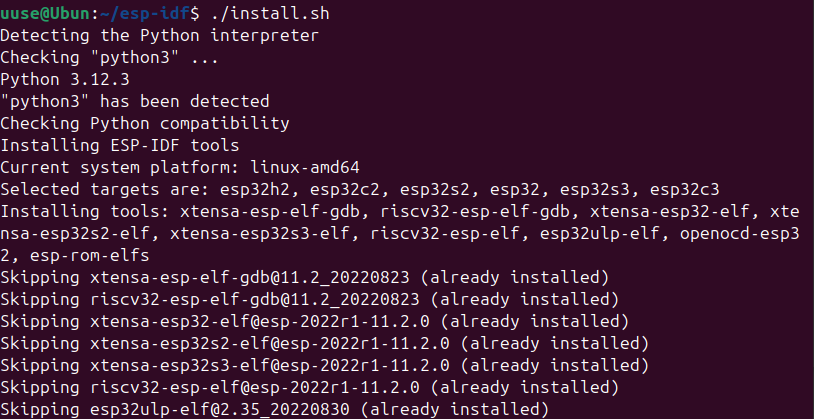 uuse@Ubun:~/esp-idf$ ./install.sh
Detecting the Python interpreter
Checking "python3" ...
Python 3.12.3
"python3" has been detected
Checking Python compatibility
Installing ESP-IDF tools
Current system platform: linux-amd64
Selected targets are: esp32h2, esp32c2, esp32s2, esp32, esp32s3, esp32c3
Installing tools: xtensa-esp-elf-gdb, riscv32-esp-elf-gdb, xtensa-esp32-elf, xte
nsa-esp32s2-elf, xtensa-esp32s3-elf, riscv32-esp-elf, esp32ulp-elf, openocd-esp3
2, esp-rom-elfs
Skipping xtensa-esp-elf-gdb@11.2_20220823 (already installed)
Skipping riscv32-esp-elf-gdb@11.2_20220823 (already installed)
Skipping xtensa-esp32-elf@esp-2022r1-11.2.0 (already installed)
Skipping xtensa-esp32s2-elf@esp-2022r1-11.2.0 (already installed)
Skipping xtensa-esp32s3-elf@esp-2022r1-11.2.0 (already installed)
Skipping riscv32-esp-elf@esp-2022r1-11.2.0 (already installed)
Skipping esp32ulp-elf@2.35_20220830 (already installed)